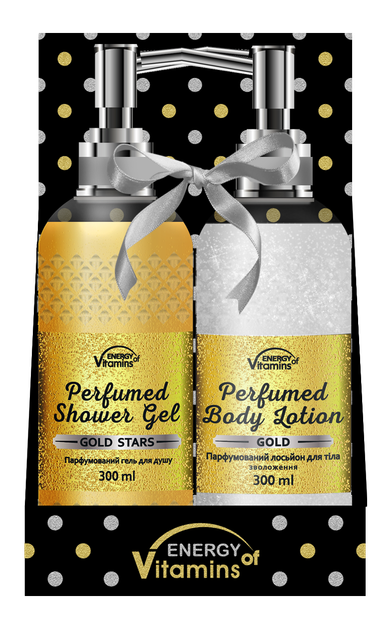 ENERGY of
Vitamins
Perfumed
Shower Gel
GOLD STARS
Парфумований гель для душу
300 ml
ENERGY of
Vitamins
Perfumed
Body Lotion
GOLD
Парфумований лосьйон для тіла
зволоження
300 ml
ENERGY of
Vitamins